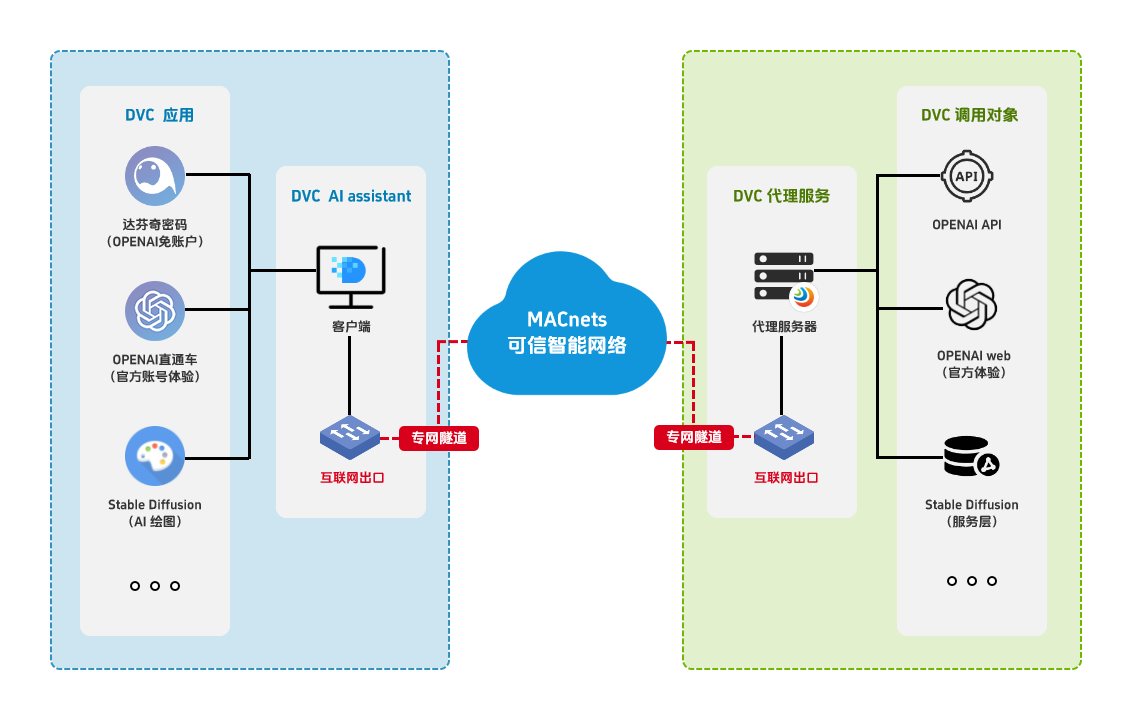 DVC 应用
达芬奇密码
（OPENAI免账户）
OPENAI直通车
（官方账号体验）
Stable Diffusion
（AI 绘图）
DVC AI assistant
客户端
互联网出口
专网隧道
MACnets
可信智能网络
专网隧道
DVC 代理服务
代理服务器
互联网出口
DVC 调用对象
API
OPENAI API
OPENAI web
（官方体验）
Stable Diffusion
（服务层）